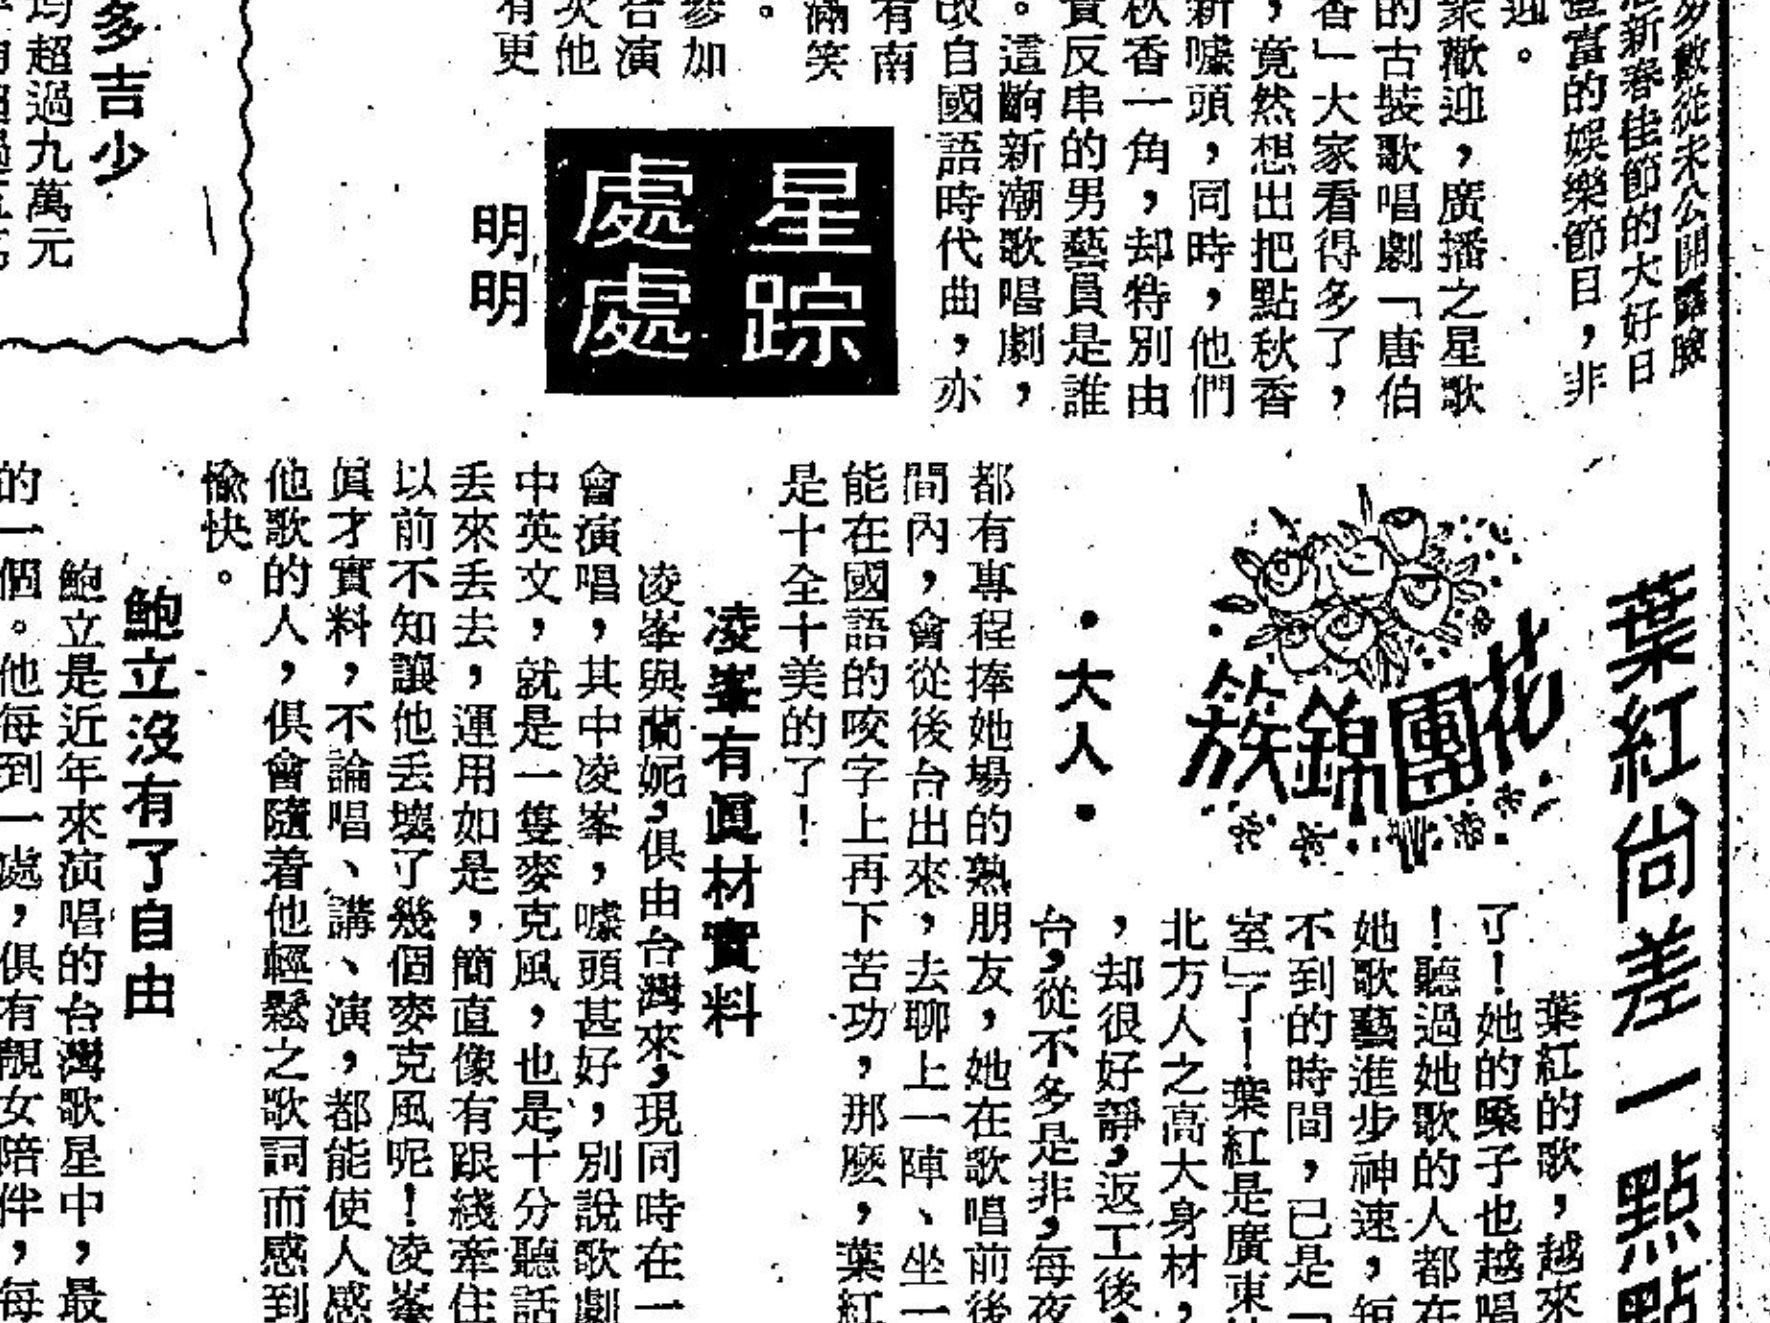 多數從未公開露臉
新春佳節的大好日
豐富的娛樂節目，非
迎。
衆歡迎，廣播之星歌
的古裝歌唱劇「唐伯
香」大家看得多了，
，竟然想出把點秋香
新噱頭，同時，他們
秋香一角，却特別由
反串的男藝員是誰
。這齣新潮歌唱劇，
改自國語時代曲，亦
有南
滿笑
。
參加
台演
次他
有更
星踪
處處
明明
多吉少
均超過九萬元
葉紅尚差一點點
花團錦簇
・大人・
葉紅的歌，越來
了！她的嗓子也越唱
！聽過她歌的人都在
她歌藝進步神速，短
不到的時間，已是「
室」了！葉紅是廣東
北方人之高大身材，
，却很好靜，返工後，
台，從不多是非，每夜
都有專程捧她場的熟朋友，她在歌唱前後
間內，會從後台出來，去聊上一陣、坐一
能在國語的咬字上再下苦功，那麽，葉紅
是十全十美的了！
凌峯有眞材實料
凌峯與蘭妮，俱由台灣來，現同時在一
會演唱，其中凌峯，噱頭甚好，別說歌劇
中英文，就是一隻麥克風，也是十分聽話
丢來丢去，運用如是，簡直像有跟綫牽住
以前不知讓他丢壞了幾個麥克風呢！凌峯
眞才實料，不論唱、講、演，都能使人感
他歌的人，俱會隨着他輕鬆之歌詞而感到
愉快。
鮑立沒有了自由
鮑立是近年來演唱的台灣歌星中，最
的一個。他每到一處，俱有靚女陪伴，每